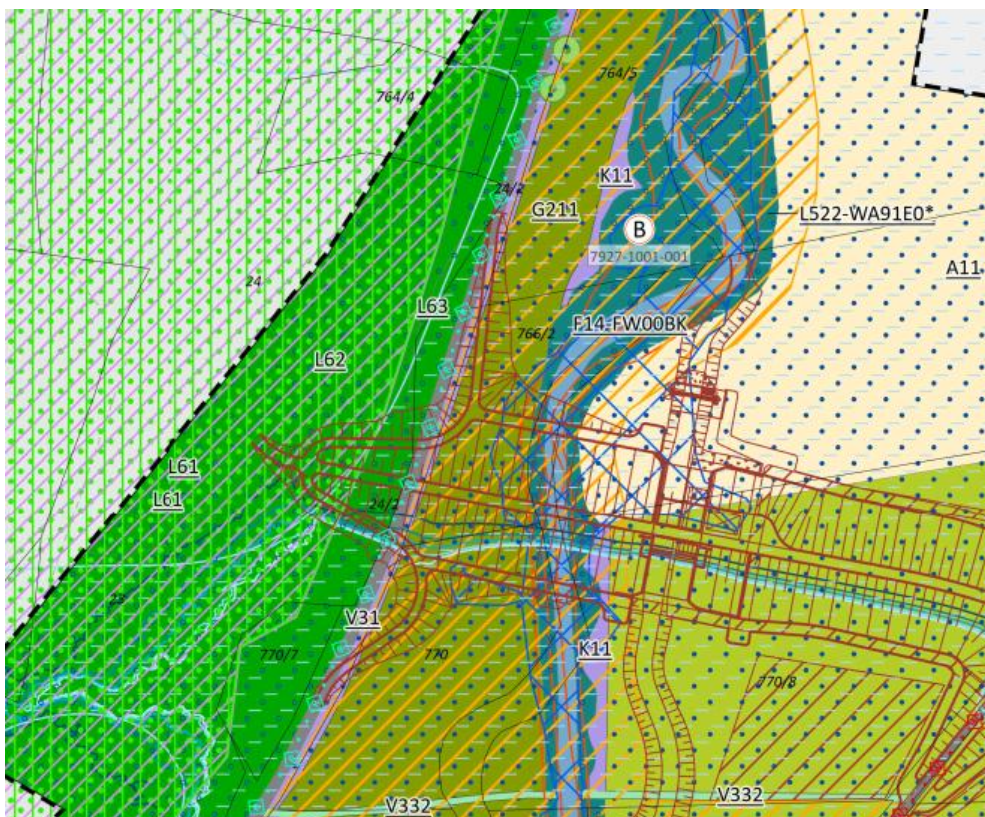 764/5
764/4
K11
24/2
G211
L522-WA91E0*
B
7927-1001-001
A11
24
L63
F14-FW00BK
766/2
L62
L61
L61
24/2
23
V31
K11
770/7
770
770/8
V332
V332